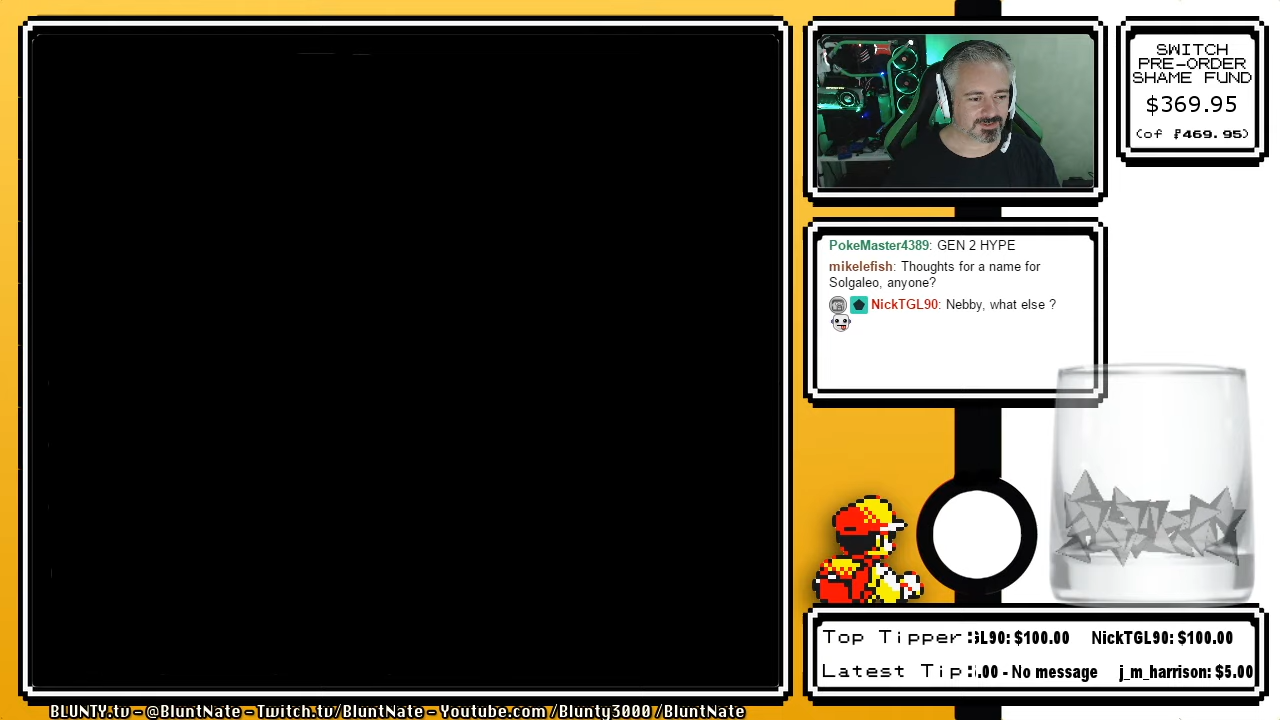 SWITCH
PRE-ORDER
SHAME FUND
$369.95
(of $469.95)
PokeMaster4389: GEN 2 HYPE
mikelefish: Thoughts for a name for
Solgaleo, anyone?
NickTGL90: Nebby, what else ?
Top Tipper: GL90: $100.00 NickTGL90: $100.00
Latest Tip: .00 - No message j_m_harrison: $5.00
BLUNTY.tv - @BluntNate - Twitch.tv/BluntNate - Youtube.com /Blunty3000 /BluntNate